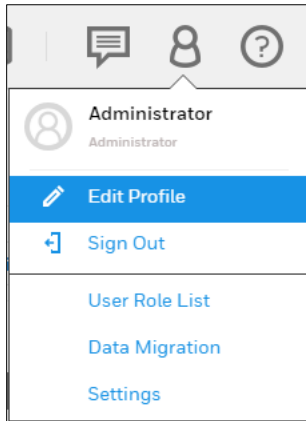 Administrator
Administrator
Edit Profile
Sign Out
User Role List
Data Migration
Settings